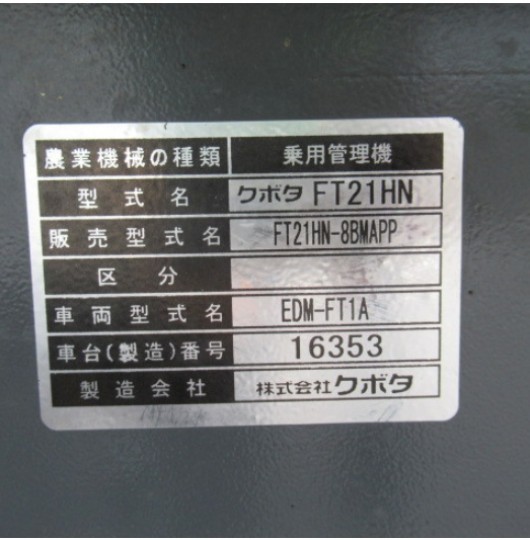 農業機械の種類 乗用管理機
型式名 クボタ FT21HN
販売型式名 FT21HN-8BMAPP
区分
車両型式名 EDM-FT1A
車台(製造)番号 16353
製造会社 株式会社クボタ